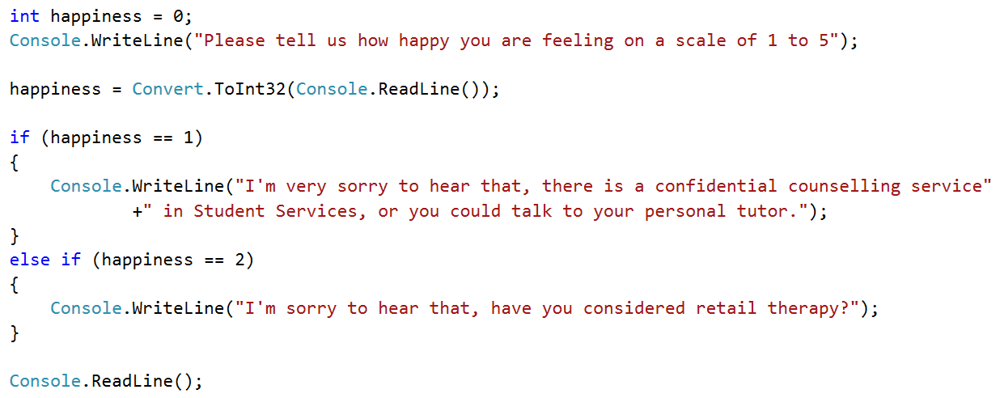 int happiness = 0;
Console.WriteLine("Please tell us how happy you are feeling on a scale of 1 to 5");
happiness = Convert.ToInt32(Console.ReadLine());
if (happiness == 1)
{
Console.WriteLine("I'm very sorry to hear that, there is a confidential counselling service"
+" in Student Services, or you could talk to your personal tutor.");
}
else if (happiness == 2)
{
Console.WriteLine("I'm sorry to hear that, have you considered retail therapy?");
}
Console.ReadLine();